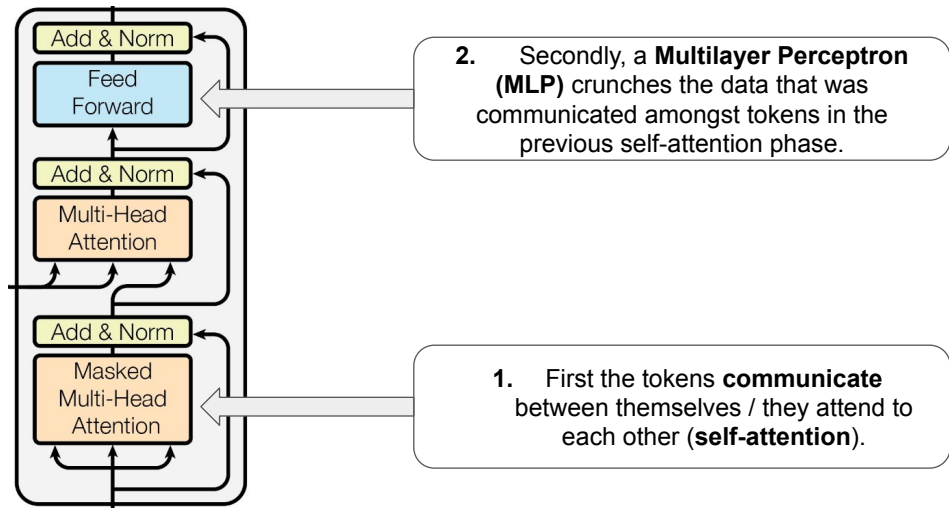 Add & Norm
Feed
Forward
Add & Norm
Multi-Head
Attention
Add & Norm
Masked
Multi-Head
Attention
2. Secondly, a Multilayer Perceptron
(MLP) crunches the data that was
communicated amongst tokens in the
previous self-attention phase.
1. First the tokens communicate
between themselves / they attend to
each other (self-attention).